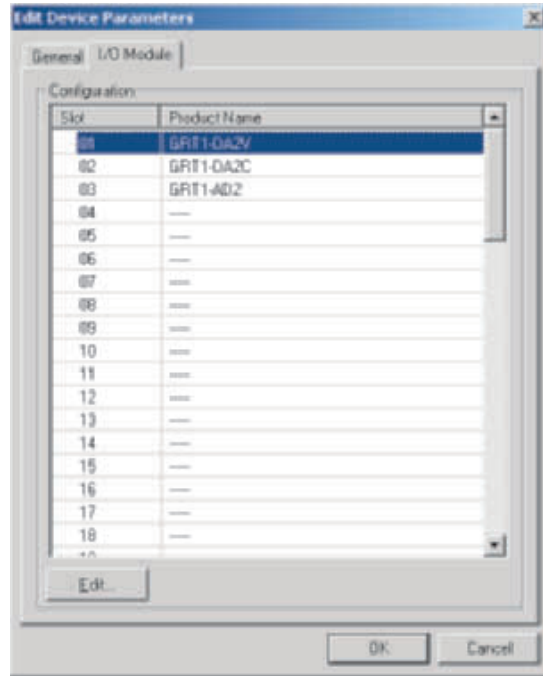 Edit Device Parameters
General I/O Module
Configuration
Slot Product Name
01 GRT1-DA2V
02 GRT1-DA2C
03 GRT1-AD2
04 ----
05 ----
06 ----
07 ----
08 ----
09 ----
10 ----
11 ----
12 ----
13 ----
14 ----
15 ----
16 ----
17 ----
18 ----
Edit...
OK Cancel